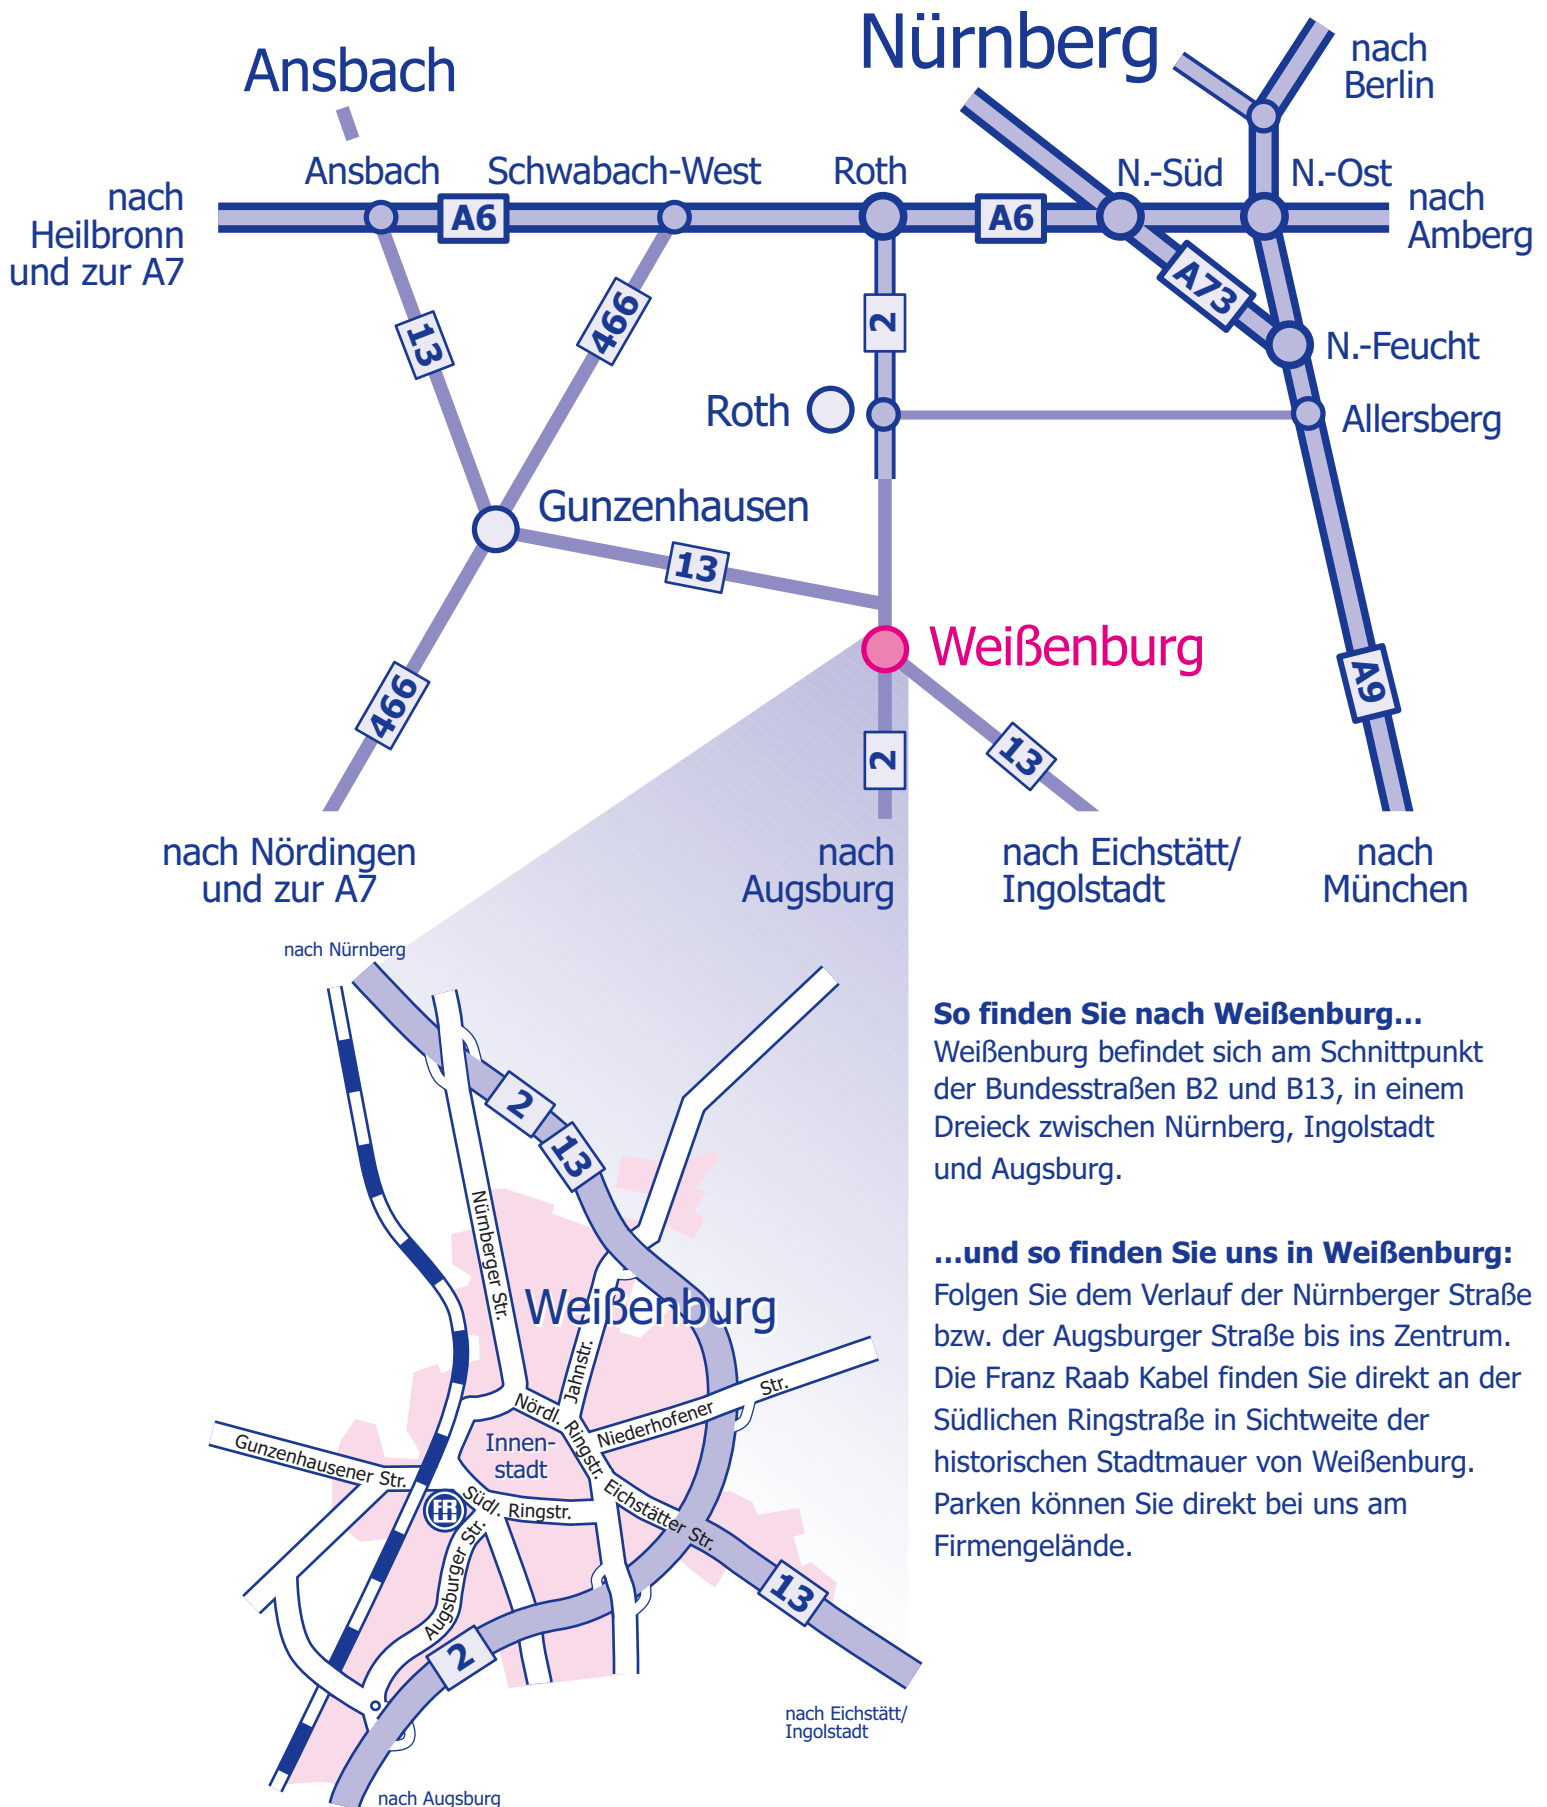 Nürnberg
Ansbach
nach
Berlin
Ansbach
Schwabach-West
Roth
N.-Süd
N.-Ost
nach
Heilbronn
und zur A7
A6
A6
nach
Amberg
A73
13
466
2
N.-Feucht
Roth
Allersberg
Gunzenhausen
13
Weißenburg
466
A9
2
13
nach Nördingen
und zur A7
nach
Augsburg
nach Eichstätt/
Ingolstadt
nach
München
nach Nürnberg
2
13
Nürnberger Str.
Weißenburg
Jahnstr.
Nördl. Ringstr.
Niederhofener Str.
Innen-
stadt
Gunzenhausener Str.
FR
Südl. Ringstr.
Eichstätter Str.
Augsburger Str.
13
2
nach Eichstätt/
Ingolstadt
nach Augsburg
So finden Sie nach Weißenburg...
Weißenburg befindet sich am Schnittpunkt
der Bundesstraßen B2 und B13, in einem
Dreieck zwischen Nürnberg, Ingolstadt
und Augsburg.
...und so finden Sie uns in Weißenburg:
Folgen Sie dem Verlauf der Nürnberger Straße
bzw. der Augsburger Straße bis ins Zentrum.
Die Franz Raab Kabel finden Sie direkt an der
Südlichen Ringstraße in Sichtweite der
historischen Stadtmauer von Weißenburg.
Parken können Sie direkt bei uns am
Firmengelände.